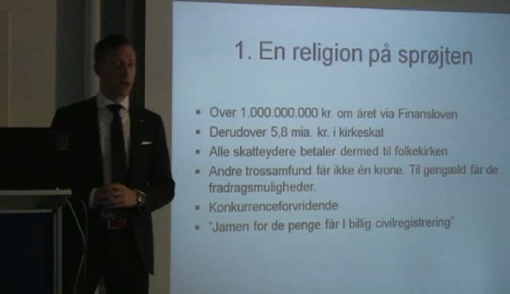 1. En religion på sprøjten
Over 1.000.000.000 kr. om året via Finansloven
Derudover 5,8 mia. kr. i kirkeskat
Alle skatteydere betaler dermed til folkekirken
Andre trossamfund får ikke én krone. Til gengæld får de
fradragsmuligheder.
Konkurrenceforvridende
"Jamen for de penge får I billig civilregistrering"